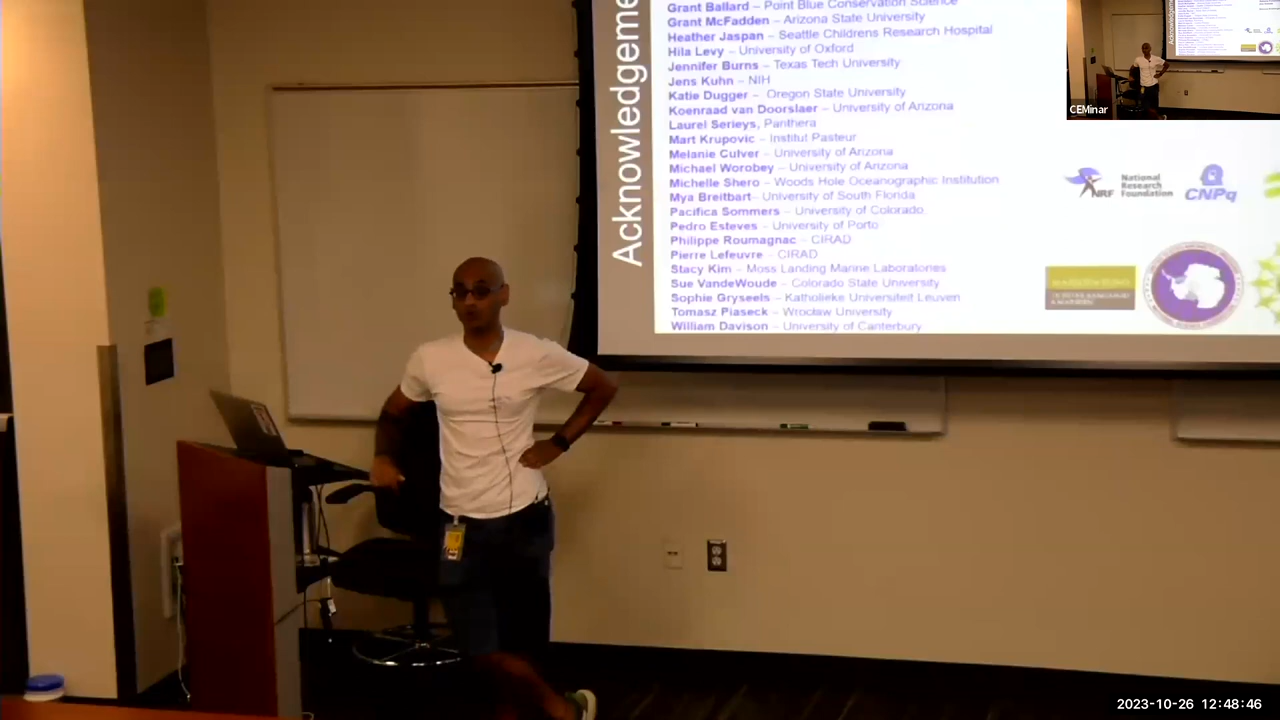 Acknowledgeme
Grant Ballard – Point Blue Conservation Science
Grant McFadden – Arizona State University
Heather Jaspan – Seattle Childrens Research Hospital
Hila Levy – University of Oxford
Jennifer Burns – Texas Tech University
Jens Kuhn – NIH
Katie Dugger – Oregon State University
Koenraad van Doorslaer – University of Arizona
Laurel Serieys, Panthera
Mart Krupovic – Institut Pasteur
Melanie Culver – University of Arizona
Michael Worobey – University of Arizona
Michelle Shero – Woods Hole Oceanographic Institution
Mya Breitbart– University of South Florida
Pacifica Sommers – University of Colorado
Pedro Esteves – University of Porto
Philippe Roumagnac – CIRAD
Pierre Lefeuvre – CIRAD
Stacy Kim – Moss Landing Marine Laboratories
Sue VandeWoude – Colorado State University
Sophie Gryseels – Katholieke Universiteit Leuven
Tomasz Piaseck – Wrocław University
William Davison – University of Canterbury
NRF
National
Research
Foundation
CNPq
CEMinar
2023-10-26 12:48:46